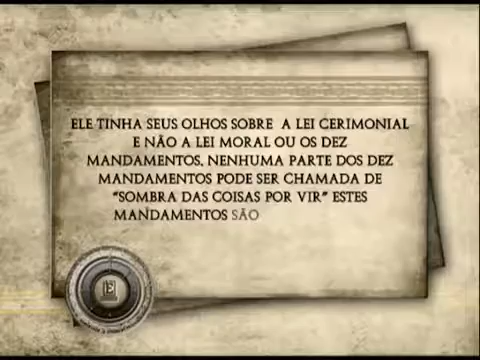 ELE TINHA SEUS OLHOS SOBRE A LEI CERIMONIAL
E NÃO A LEI MORAL OU OS DEZ
MANDAMENTOS, NENHUMA PARTE DOS DEZ
MANDAMENTOS PODE SER CHAMADA DE
"SOMBRA DAS COISAS POR VIR" ESTES
MANDAMENTOS SÃO
E